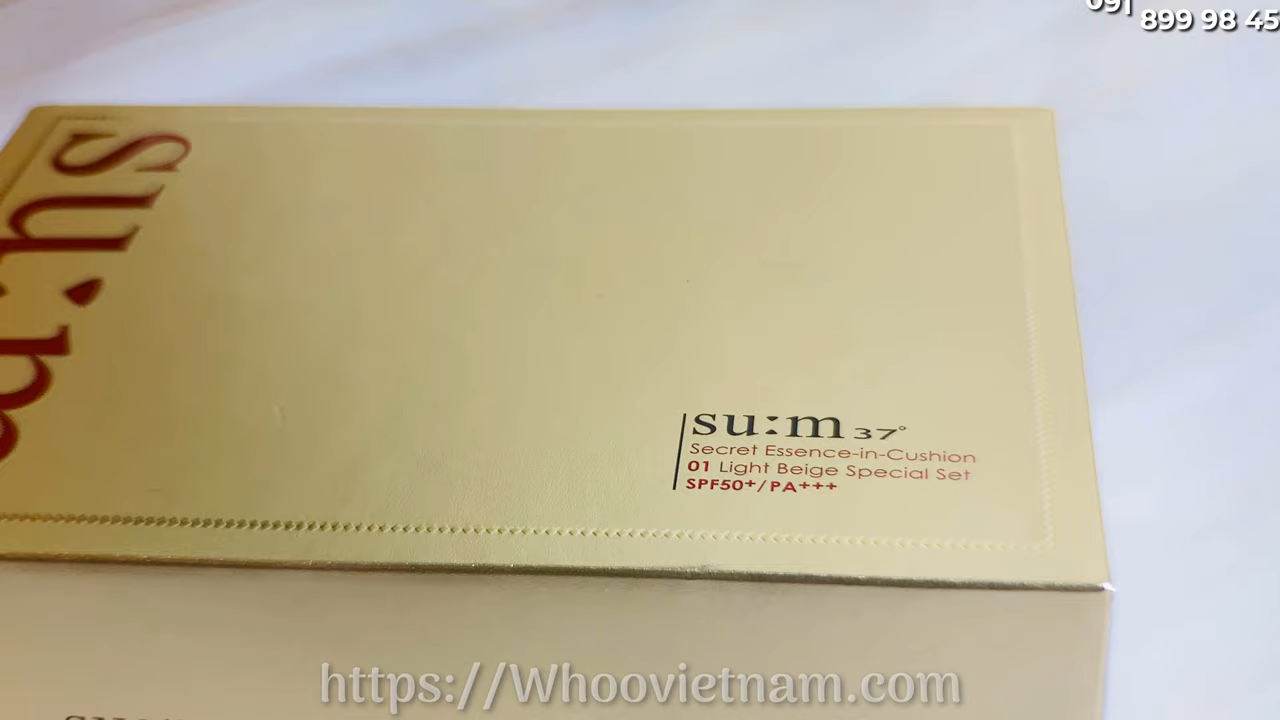 899 98 45
su:m
su:m 37°
Secret Essence-in-Cushion
01 Light Beige Special Set
SPF50+/PA+++
https://Whoovietnam.com